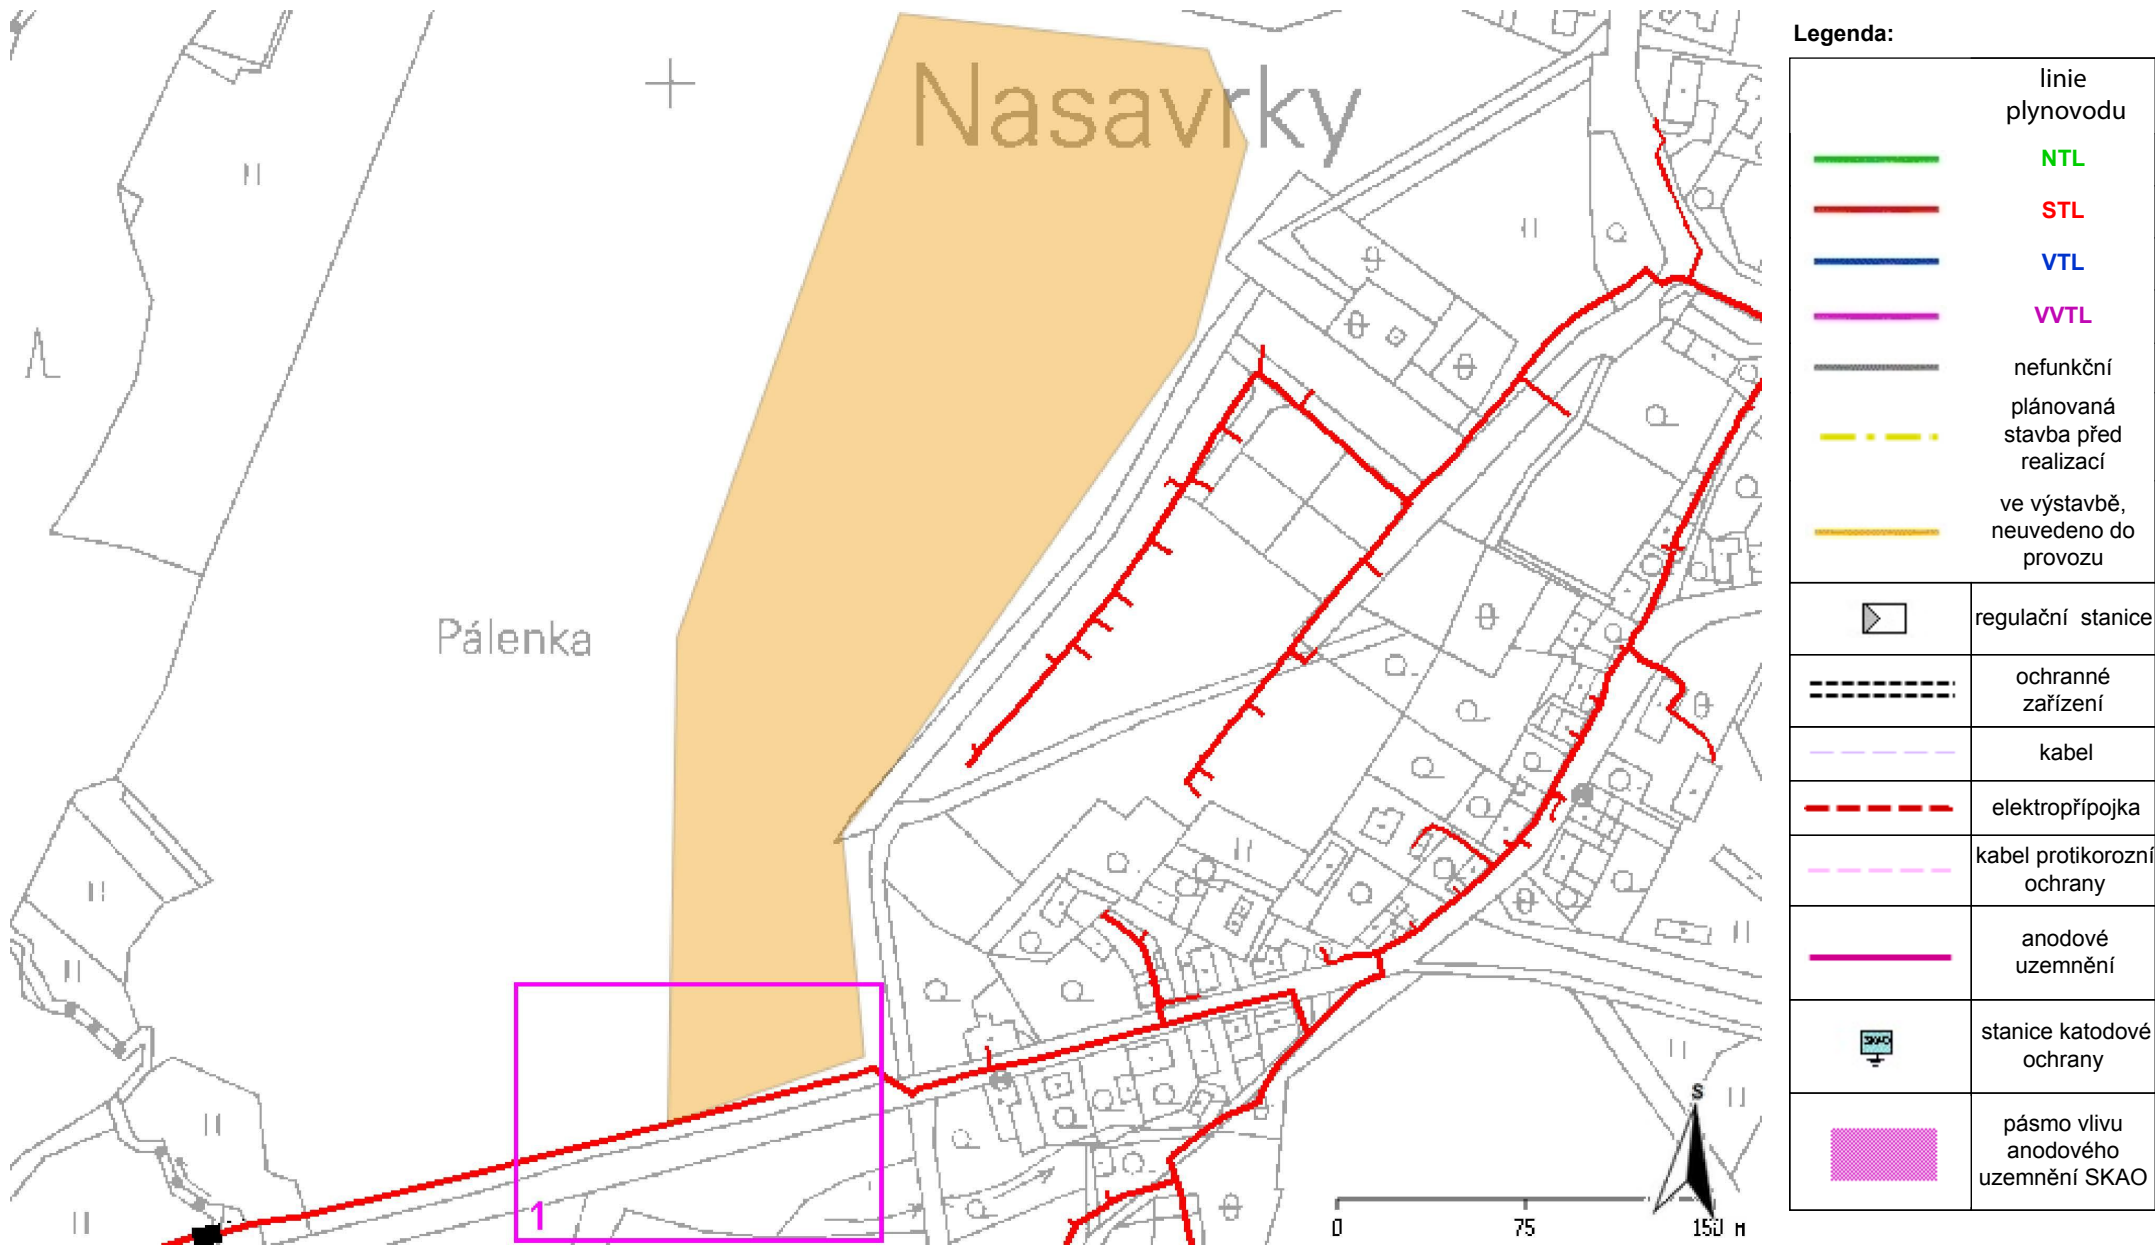 Nasavrky
Pálenka
1
S
0 75 150 M
Legenda:
linie
plynovodu
NTL
STL
VTL
VVTL
nefunkční
plánovaná
stavba před
realizací
ve výstavbě,
neuvedeno do
provozu
regulační stanice
ochranné
zařízení
kabel
elektropřípojka
kabel protikorozní
ochrany
anodové
uzemnění
SKAO
stanice katodové
ochrany
pásmo vlivu
anodového
uzemnění SKAO